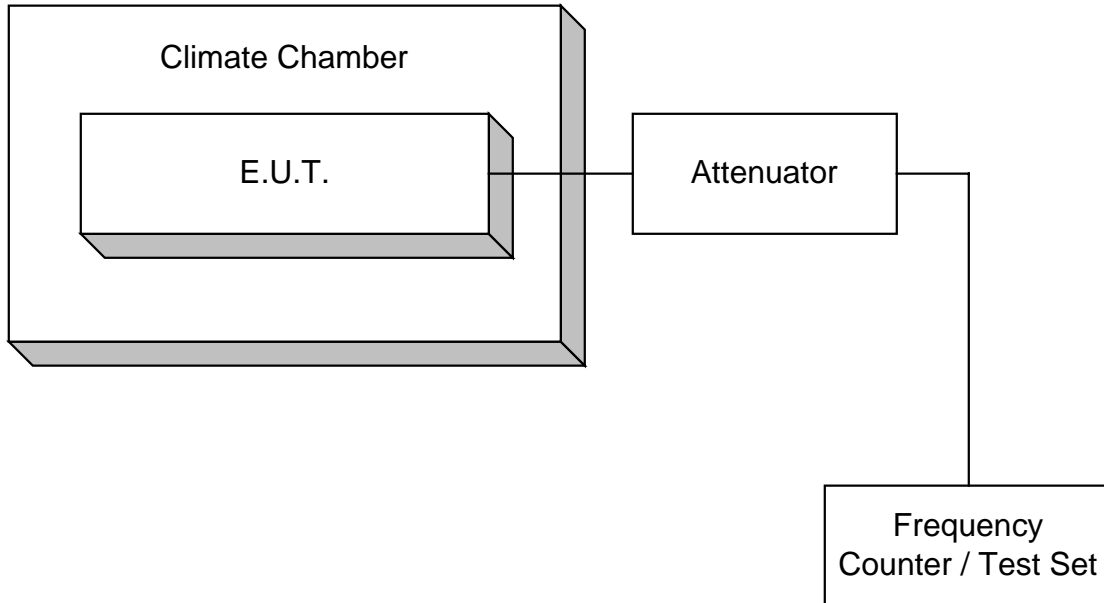 Climate Chamber
E.U.T.
Attenuator
Frequency
Counter / Test Set